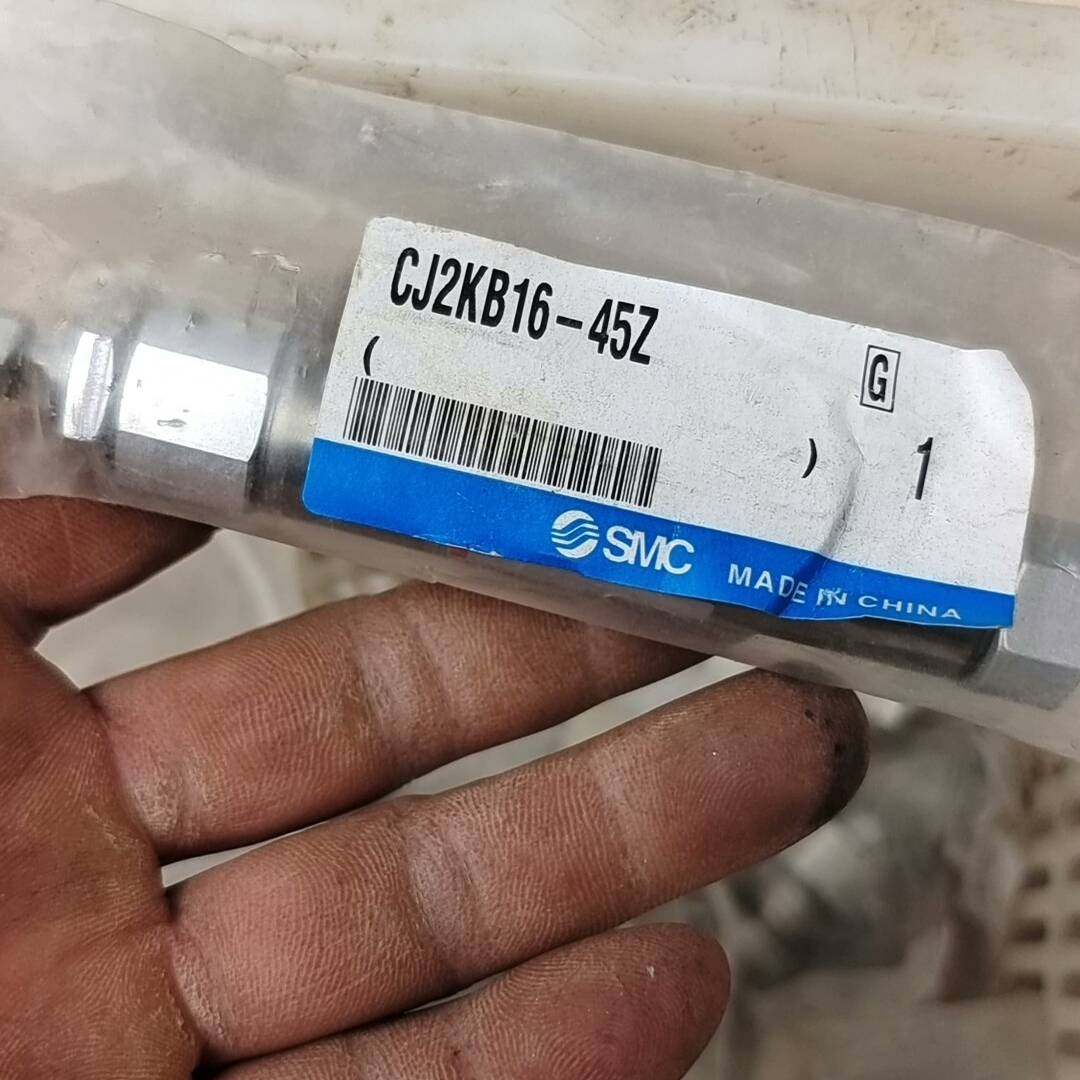 CJ2KB16-45Z
(
G
)
1
SMC
MADE IN CHINA